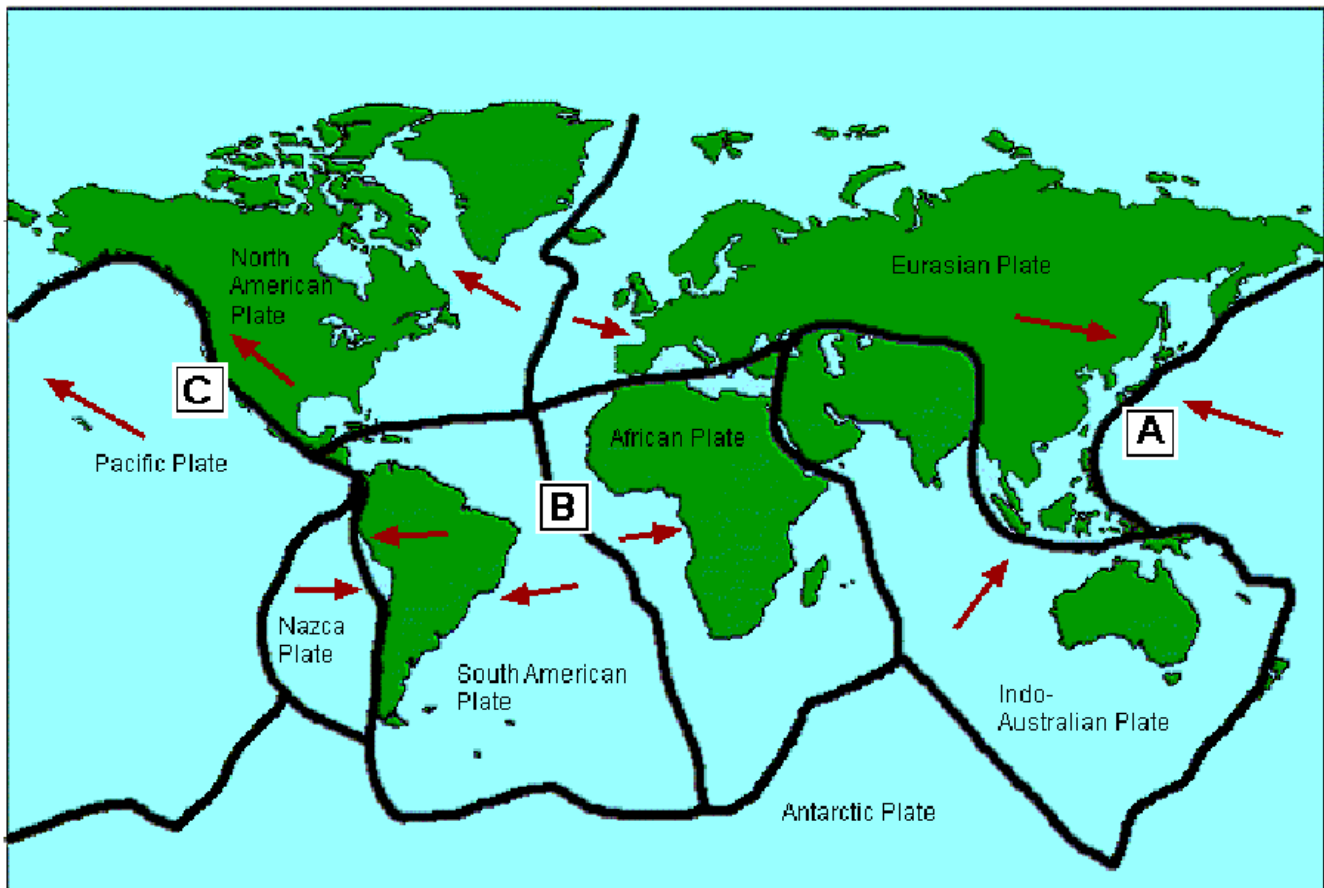 North
American
Plate
Eurasian Plate
C
A
African Plate
Pacific Plate
B
Nazca
Plate
South American
Plate
Indo-
Australian Plate
Antarctic Plate